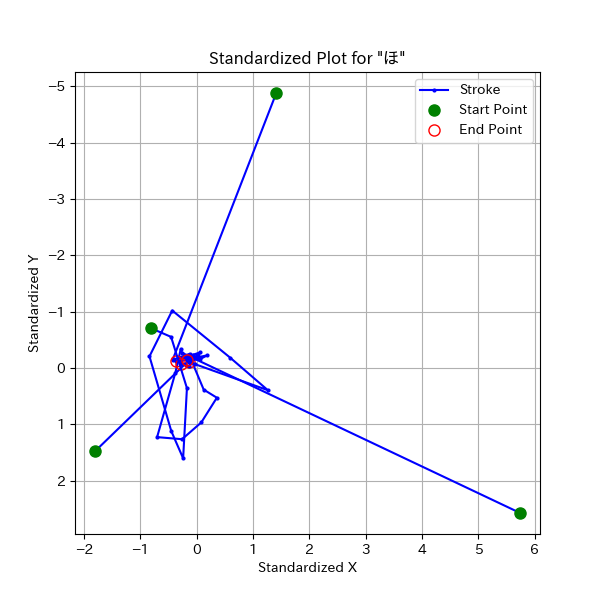 Standardized Plot for "ほ"
Stroke
Start Point
End Point
Standardized Y
−5
−4
−3
−2
−1
0
1
2
−2
−1
0
1
2
3
4
5
6
Standardized X